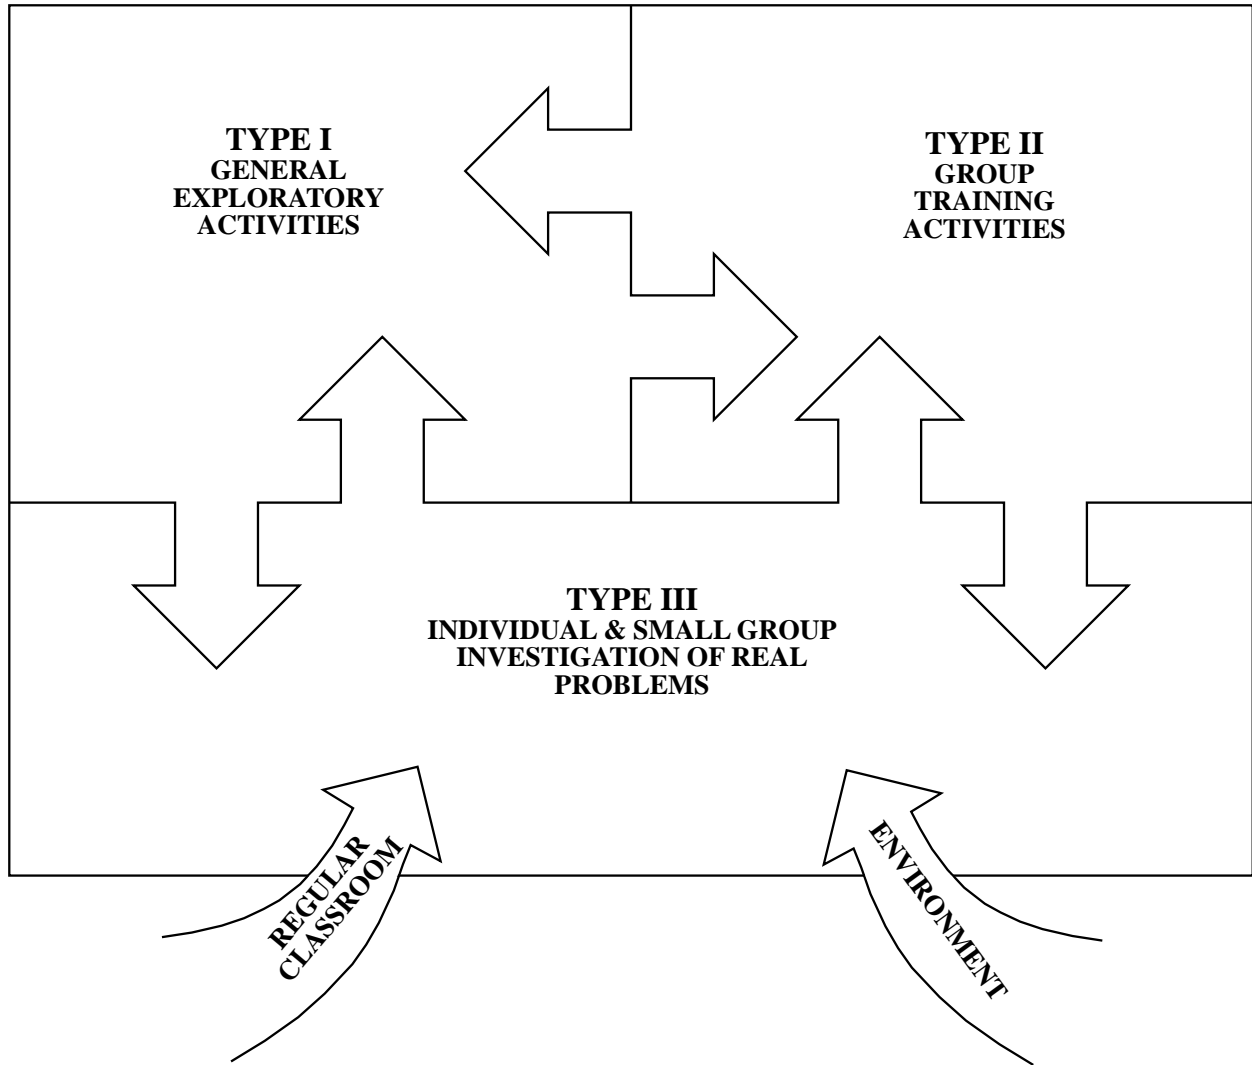 TYPE I
GENERAL
EXPLORATORY
ACTIVITIES
TYPE II
GROUP
TRAINING
ACTIVITIES
TYPE III
INDIVIDUAL & SMALL GROUP
INVESTIGATION OF REAL
PROBLEMS
REGULAR
CLASSROOM
ENVIRONMENT